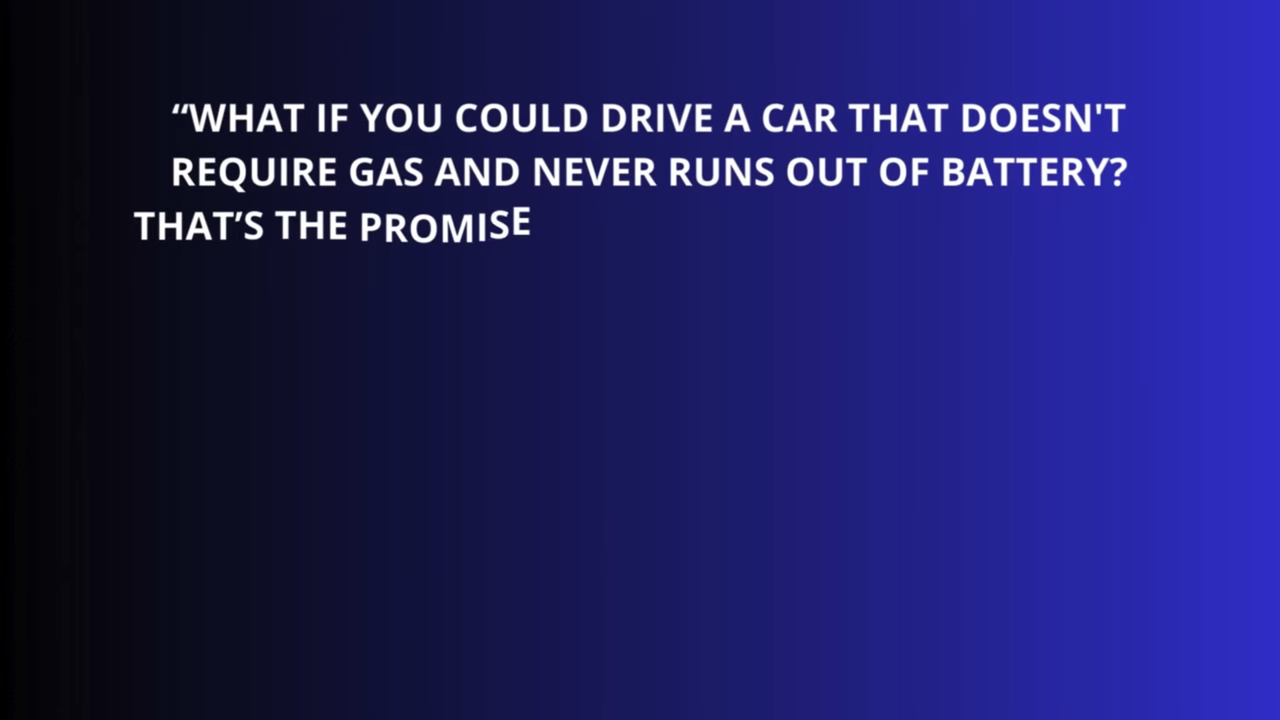 “WHAT IF YOU COULD DRIVE A CAR THAT DOESN'T
REQUIRE GAS AND NEVER RUNS OUT OF BATTERY?
THAT’S THE PROMISE